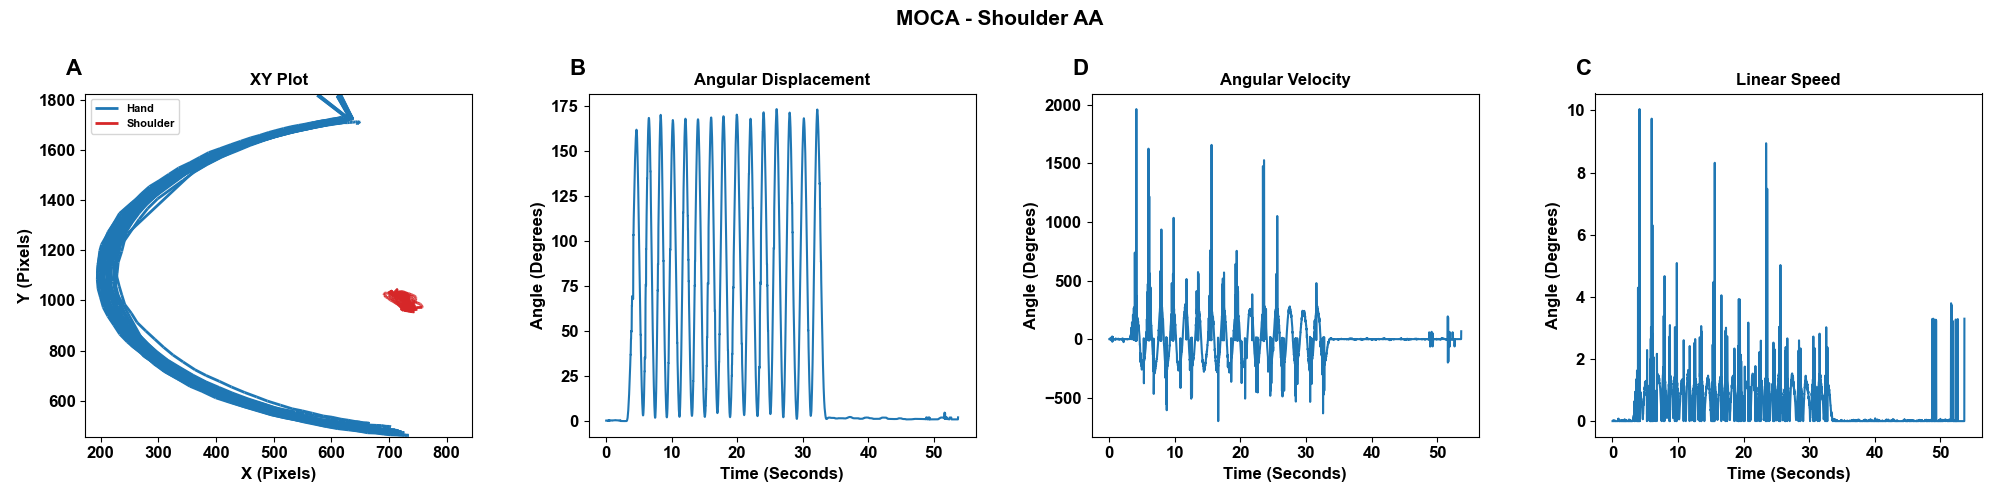 MOCA - Shoulder AA
A
XY Plot
Hand
Shoulder
1800
1600
1400
1200
1000
800
600
Y (Pixels)
200 300 400 500 600 700 800
X (Pixels)
B
Angular Displacement
175
150
125
100
75
50
25
0
Angle (Degrees)
0 10 20 30 40 50
Time (Seconds)
D
Angular Velocity
2000
1500
1000
500
0
−500
Angle (Degrees)
0 10 20 30 40 50
Time (Seconds)
C
Linear Speed
10
8
6
4
2
0
Angle (Degrees)
0 10 20 30 40 50
Time (Seconds)